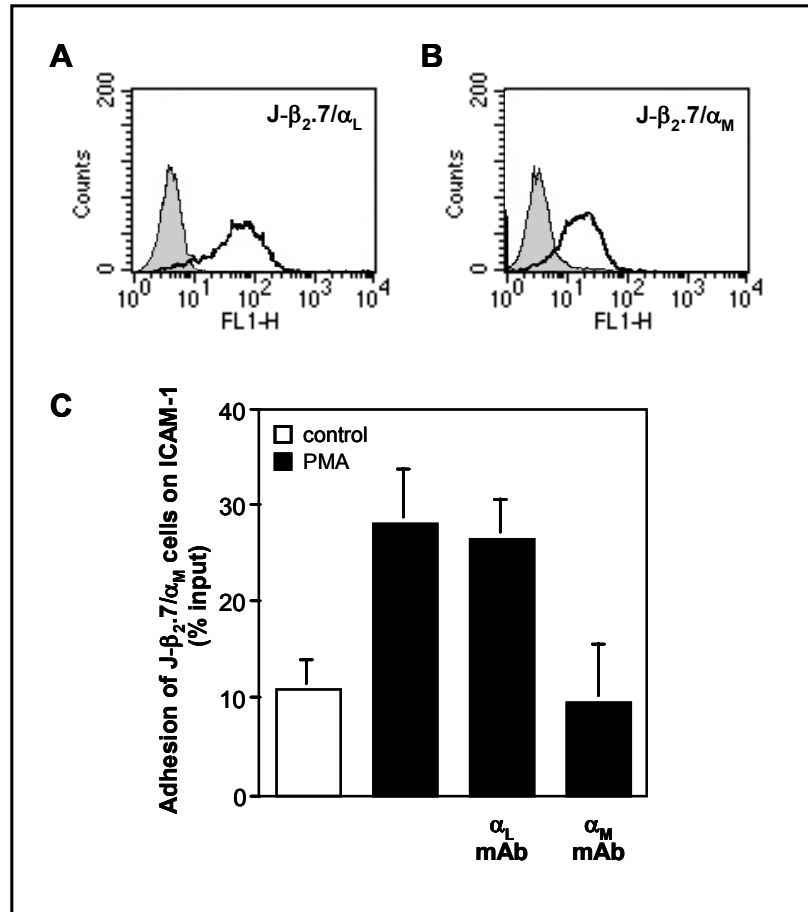 A
B
200
Counts
0
J-β2.7/αL
10^0 10^1 10^2 10^3 10^4
FL1-H
200
Counts
0
J-β2.7/αM
10^0 10^1 10^2 10^3 10^4
FL1-H
C
Adhesion of J-β2.7/αM cells on ICAM-1
(% input)
40
30
20
10
0
control
PMA
αL
mAb
αM
mAb